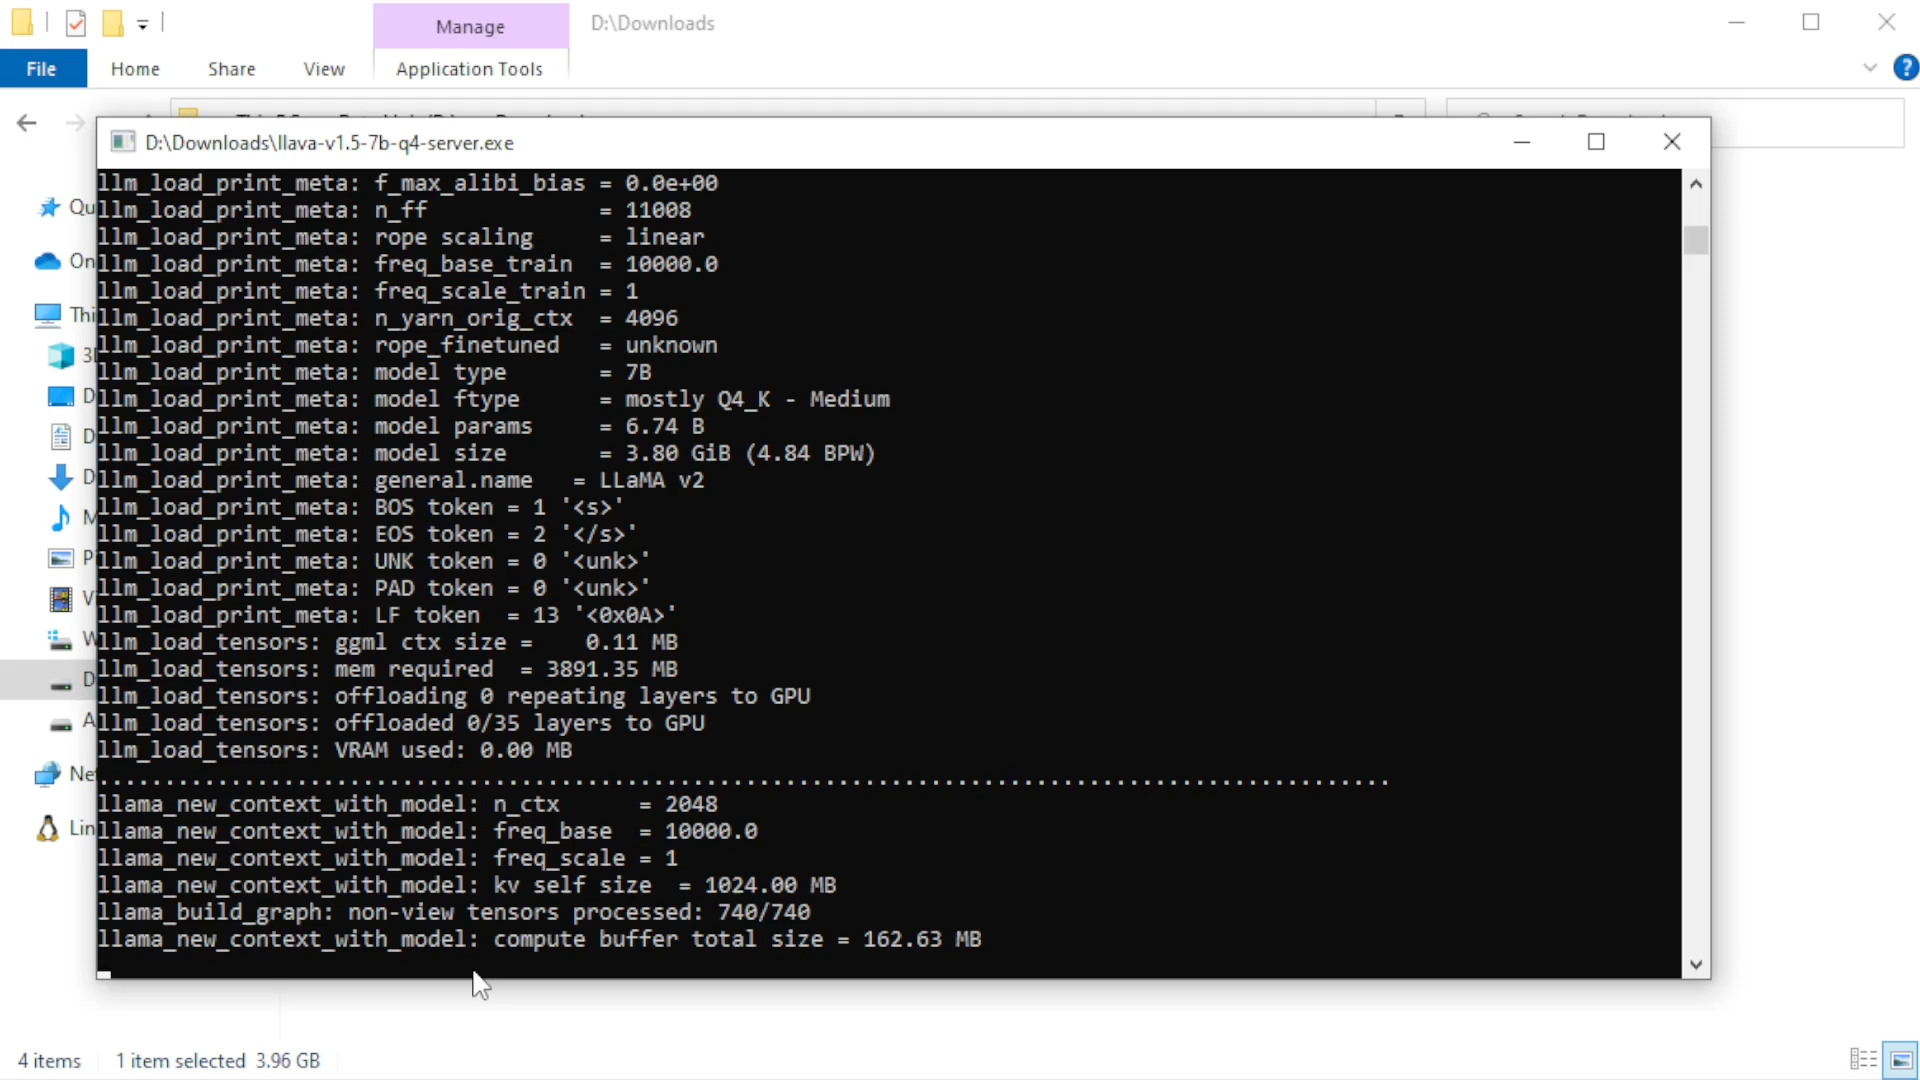 Manage
D:\Downloads
File
Home
Share
View
Application Tools
D:\Downloads\llava-v1.5-7b-q4-server.exe
llm_load_print_meta: f_max_alibi_bias = 0.0e+00
llm_load_print_meta: n_ff             = 11008
llm_load_print_meta: rope scaling     = linear
llm_load_print_meta: freq_base_train  = 10000.0
llm_load_print_meta: freq_scale_train = 1
llm_load_print_meta: n_yarn_orig_ctx  = 4096
llm_load_print_meta: rope_finetuned   = unknown
llm_load_print_meta: model type       = 7B
llm_load_print_meta: model ftype      = mostly Q4_K - Medium
llm_load_print_meta: model params     = 6.74 B
llm_load_print_meta: model size       = 3.80 GiB (4.84 BPW)
llm_load_print_meta: general.name   = LLaMA v2
llm_load_print_meta: BOS token = 1 '<s>'
llm_load_print_meta: EOS token = 2 '</s>'
llm_load_print_meta: UNK token = 0 '<unk>'
llm_load_print_meta: PAD token = 0 '<unk>'
llm_load_print_meta: LF token  = 13 '<0x0A>'
llm_load_tensors: ggml ctx size =    0.11 MB
llm_load_tensors: mem required  = 3891.35 MB
llm_load_tensors: offloading 0 repeating layers to GPU
llm_load_tensors: offloaded 0/35 layers to GPU
llm_load_tensors: VRAM used: 0.00 MB
..................................................................................................
llama_new_context_with_model: n_ctx      = 2048
llama_new_context_with_model: freq_base  = 10000.0
llama_new_context_with_model: freq_scale = 1
llama_new_context_with_model: kv self size  = 1024.00 MB
llama_build_graph: non-view tensors processed: 740/740
llama_new_context_with_model: compute buffer total size = 162.63 MB
4 items
1 item selected  3.96 GB